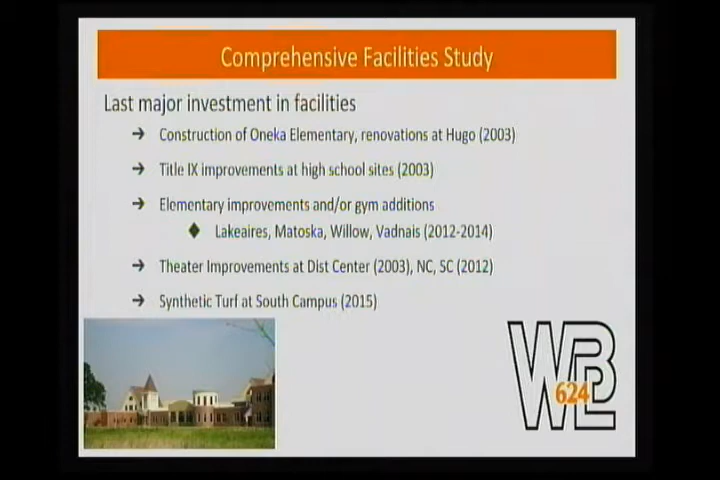 Comprehensive Facilities Study
Last major investment in facilities
→ Construction of Oneka Elementary, renovations at Hugo (2003)
→ Title IX improvements at high school sites (2003)
→ Elementary improvements and/or gym additions
◆ Lakeaires, Matoska, Willow, Vadnais (2012-2014)
→ Theater Improvements at Dist Center (2003), NC, SC (2012)
→ Synthetic Turf at South Campus (2015)
WBL
624